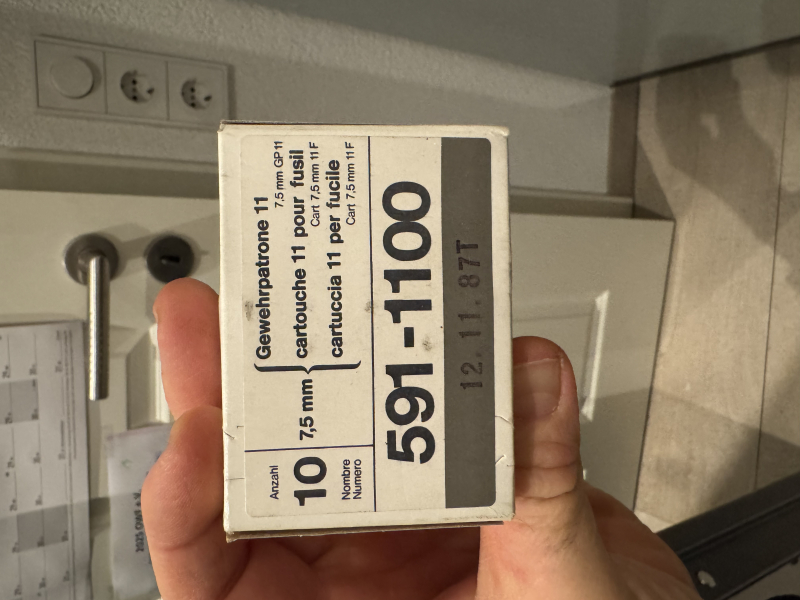 Anzahl
10
Nombre
Numero
7,5 mm
Gewehrpatrone 11
7,5 mm GP 11
cartouche 11 pour fusil
Cart 7,5 mm 11 F
cartuccia 11 per fucile
Cart 7,5 mm 11 F
591-1100
12.11.87T